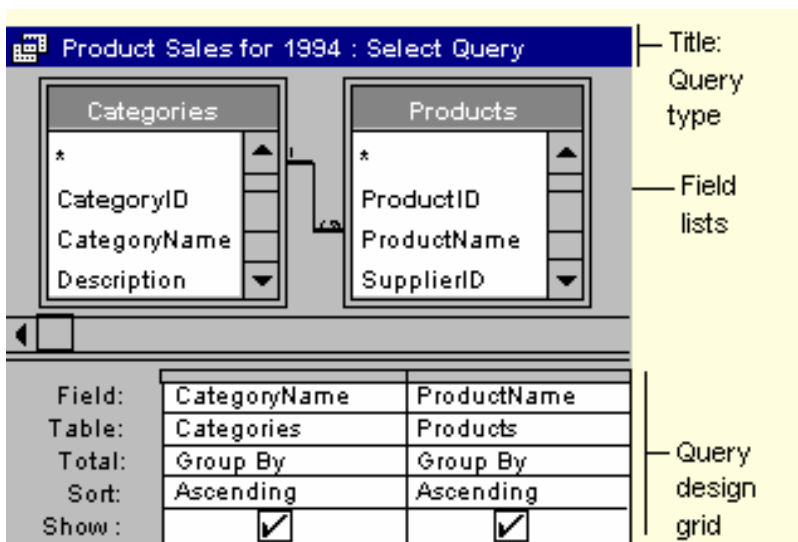 Product Sales for 1994 : Select Query
Title:
Query
type
Categories
*
CategoryID
CategoryName
Description
1
∞
Products
*
ProductID
ProductName
SupplierID
Field
lists
Field: CategoryName ProductName
Table: Categories Products
Total: Group By Group By
Sort: Ascending Ascending
Show :
Query
design
grid